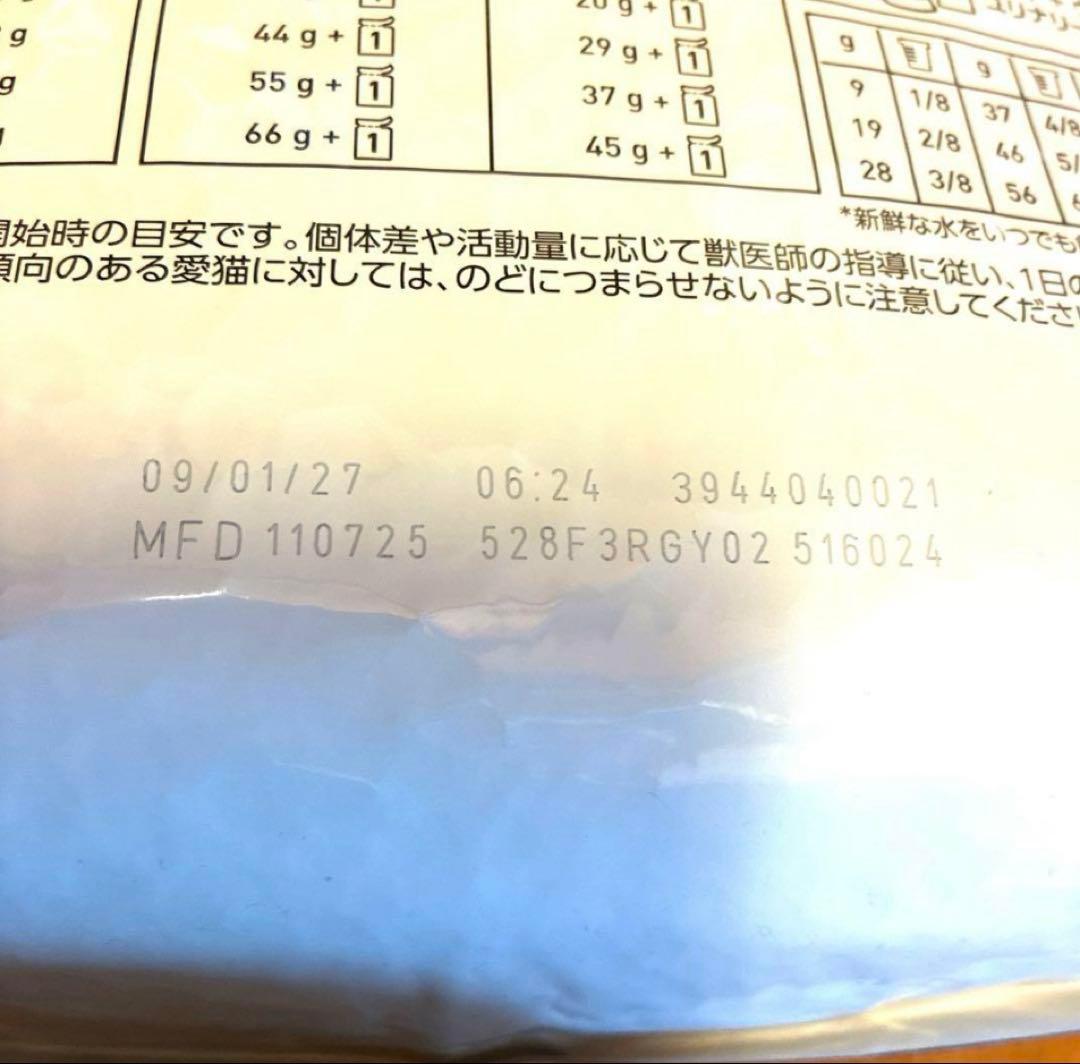 g
44 g + 1
55 g + 1
66 g + 1
g +
29 g + 1
37 g + 1
45 g + 1
g g
9 1/8 37 4/8
19 2/8 46
28 3/8 56
*新鮮な水をいつでも
開始時の目安です。個体差や活動量に応じて獣医師の指導に従い、1日の
傾向のある愛猫に対しては、のどにつまらせないように注意してくださ
09/01/27 06:24 3944040021
MFD 110725 528F3RGY02 516024